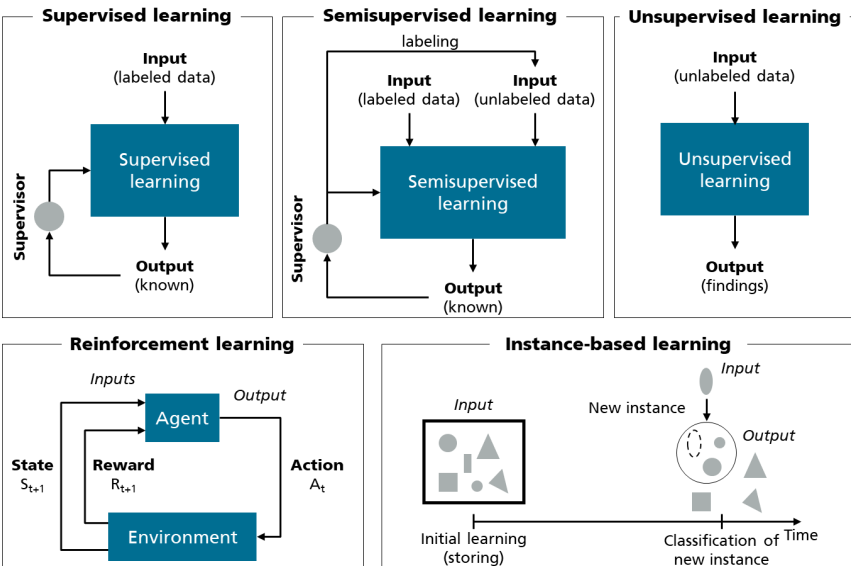 Supervised learning
Input
(labeled data)
Supervised
learning
Supervisor
Output
(known)
Semisupervised learning
labeling
Input
(labeled data)
Input
(unlabeled data)
Semisupervised
learning
Supervisor
Output
(known)
Unsupervised learning
Input
(unlabeled data)
Unsupervised
learning
Output
(findings)
Reinforcement learning
Inputs
Output
Agent
State
St+1
Reward
Rt+1
Action
At
Environment
Instance-based learning
Input
Input
New instance
Output
Initial learning
(storing)
Classification of
new instance
Time